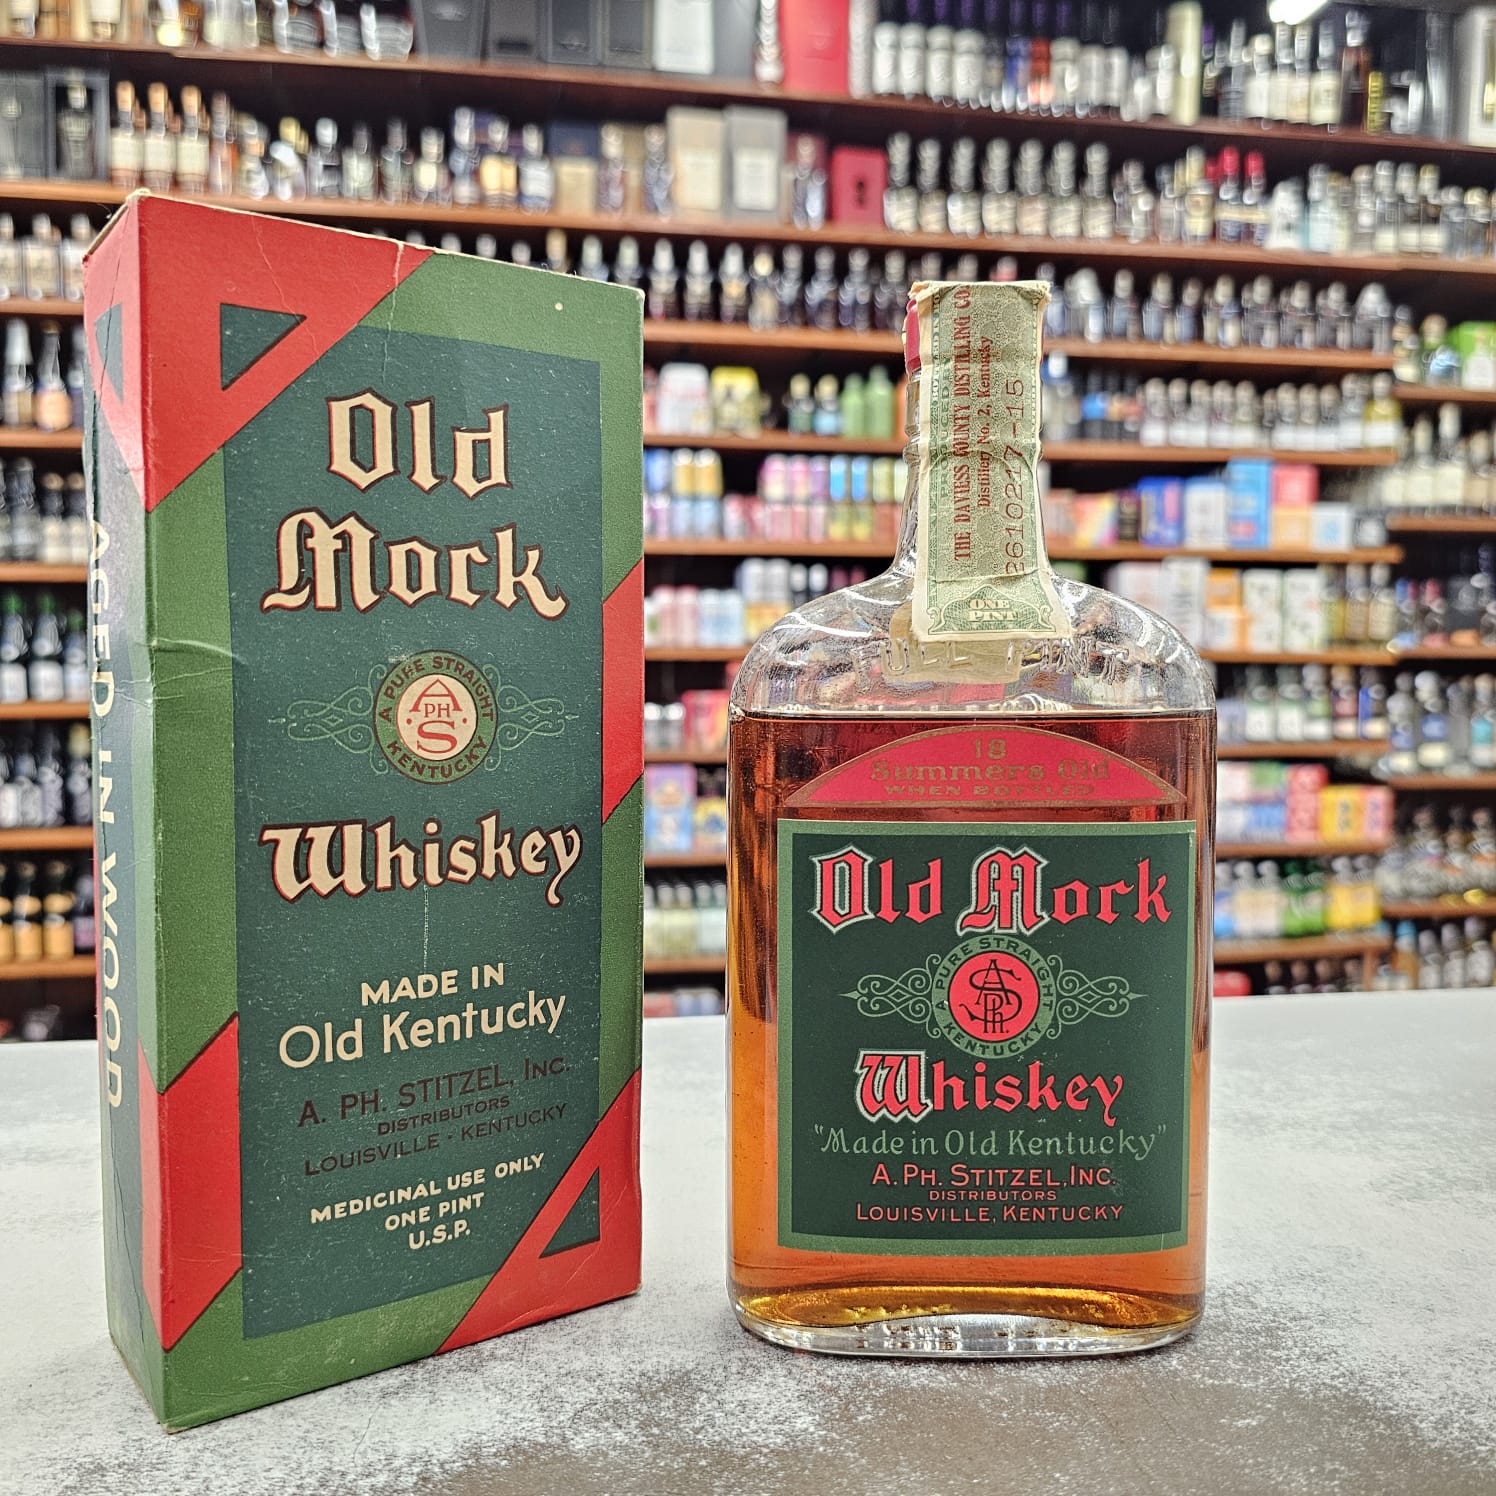 Old
Mock
A PURE STRAIGHT
A PH S
KENTUCKY
Whiskey
MADE IN
Old Kentucky
A. PH. STITZEL, INC.
DISTRIBUTORS
LOUISVILLE - KENTUCKY
MEDICINAL USE ONLY
ONE PINT
U.S.P.
AGED IN WOOD
THE DAVIESS COUNTY DISTILLING CO.
Distillery No. 2, Kentucky
2610247-15
ONE
PINT
FULL PINT
18
Summers Old
WHEN BOTTLED
Old Mock
A PURE STRAIGHT
A PH. S
KENTUCKY
Whiskey
"Made in Old Kentucky"
A. PH. STITZEL, INC.
DISTRIBUTORS
LOUISVILLE, KENTUCKY